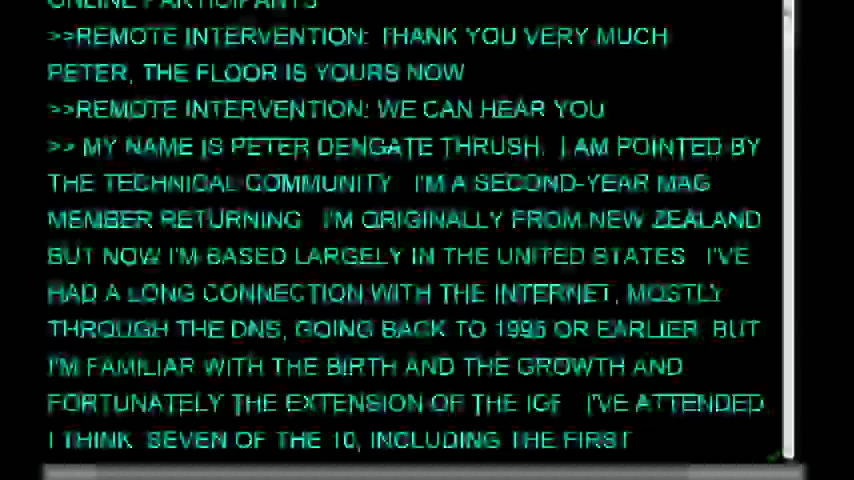 ONLINE PARTICIPANTS
>>REMOTE INTERVENTION: THANK YOU VERY MUCH
PETER, THE FLOOR IS YOURS NOW
>>REMOTE INTERVENTION: WE CAN HEAR YOU
>> MY NAME IS PETER DENGATE THRUSH. I AM POINTED BY
THE TECHNICAL COMMUNITY I'M A SECOND-YEAR MAG
MEMBER RETURNING I'M ORIGINALLY FROM NEW ZEALAND
BUT NOW I'M BASED LARGELY IN THE UNITED STATES I'VE
HAD A LONG CONNECTION WITH THE INTERNET, MOSTLY
THROUGH THE DNS, GOING BACK TO 1995 OR EARLIER BUT
I'M FAMILIAR WITH THE BIRTH AND THE GROWTH AND
FORTUNATELY THE EXTENSION OF THE IGF I'VE ATTENDED
I THINK SEVEN OF THE 10, INCLUDING THE FIRST